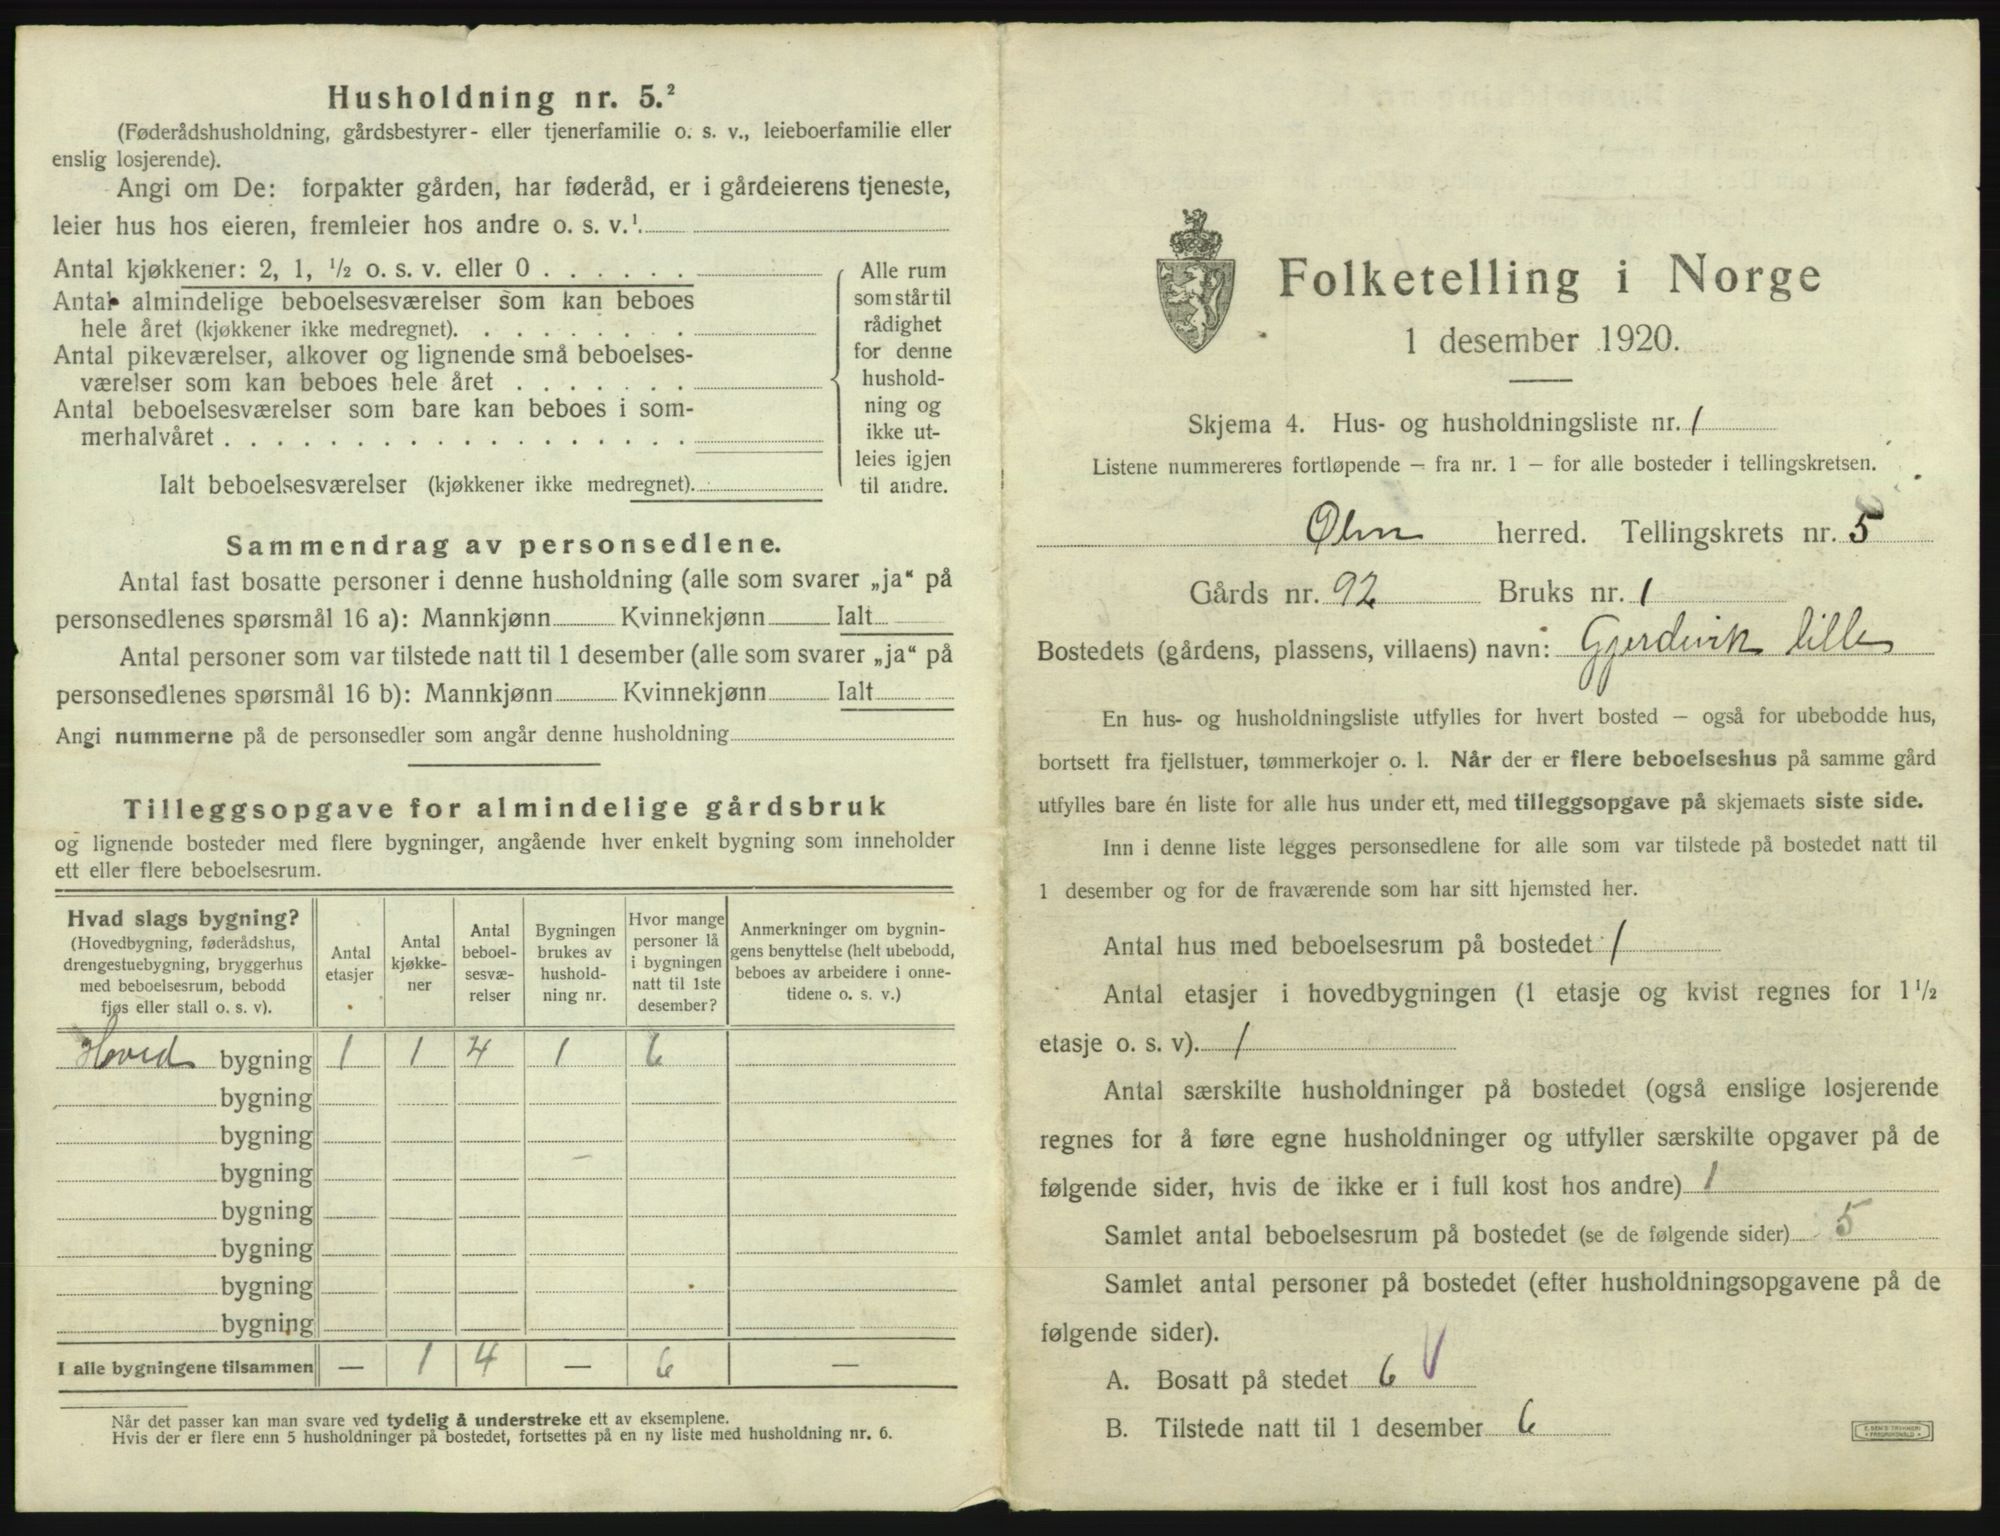 Husholdning nr. 5.²
(Føderådshusholdning, gårdsbestyrer- eller tjenerfamilie o. s. v., leieboerfamilie eller
enslig losjerende).
Angi om De: forpakter gården, har føderåd, er i gårdeierens tjeneste,
leier hus hos eieren, fremleier hos andre o. s. v.¹
Antal kjøkkener: 2, 1, ½ o. s. v. eller 0 . . . . . .
Antal almindelige beboelsesværelser som kan beboes
hele året (kjøkkener ikke medregnet). . . . . . . .
Antal pikeværelser, alkover og lignende små beboelses-
værelser som kan beboes hele året . . . . . . .
Antal beboelsesværelser som bare kan beboes i som-
merhalvåret . . . . . . . . . . . . . . . . . .
Ialt beboelsesværelser (kjøkkener ikke medregnet).
Alle rum
som står til
rådighet
for denne
hushold-
ning og
ikke ut-
leies igjen
til andre.
Sammendrag av personsedlene.
Antal fast bosatte personer i denne husholdning (alle som svarer „ja“ på
personsedlenes spørsmål 16 a): Mannkjønn Kvinnekjønn Ialt
Antal personer som var tilstede natt til 1 desember (alle som svarer „ja“ på
personsedlenes spørsmål 16 b): Mannkjønn Kvinnekjønn Ialt
Angi nummerne på de personsedler som angår denne husholdning
Tilleggsopgave for almindelige gårdsbruk
og lignende bosteder med flere bygninger, angående hver enkelt bygning som inneholder
ett eller flere beboelsesrum.
Hvad slags bygning?
(Hovedbygning, føderådshus,
drengestuebygning, bryggerhus
med beboelsesrum, bebodd
fjøs eller stall o. s. v).
Antal
etasjer
Antal
kjøkke-
ner
Antal
beboel-
sesvæ-
relser
Bygningen
brukes av
hushold-
ning nr.
Hvor mange
personer lå
i bygningen
natt til 1ste
desember?
Anmerkninger om bygnin-
gens benyttelse (helt ubebodd,
beboes av arbeidere i onne-
tidene o. s. v.)
Hoved bygning 1 1 4 1 6
bygning
bygning
bygning
bygning
bygning
bygning
bygning
I alle bygningene tilsammen — 1 4 — 6 —
Når det passer kan man svare ved tydelig å understreke ett av eksemplene.
Hvis der er flere enn 5 husholdninger på bostedet, fortsettes på en ny liste med husholdning nr. 6.
Folketelling i Norge
1 desember 1920.
Skjema 4. Hus- og husholdningsliste nr. 1
Listene nummereres fortløpende – fra nr. 1 – for alle bosteder i tellingskretsen.
Ølen herred. Tellingskrets nr. 5
Gårds nr. 92 Bruks nr. 1
Bostedets (gårdens, plassens, villaens) navn: Gjerdevik lille
En hus- og husholdningsliste utfylles for hvert bosted – også for ubebodde hus,
bortsett fra fjellstuer, tømmerkojer o. l. Når der er flere beboelseshus på samme gård
utfylles bare én liste for alle hus under ett, med tilleggsopgave på skjemaets siste side.
Inn i denne liste legges personsedlene for alle som var tilstede på bostedet natt til
1 desember og for de fraværende som har sitt hjemsted her.
Antal hus med beboelsesrum på bostedet 1
Antal etasjer i hovedbygningen (1 etasje og kvist regnes for 1½
etasje o. s. v). 1
Antal særskilte husholdninger på bostedet (også enslige losjerende
regnes for å føre egne husholdninger og utfyller særskilte opgaver på de
følgende sider, hvis de ikke er i full kost hos andre) 1
Samlet antal beboelsesrum på bostedet (se de følgende sider) 5
Samlet antal personer på bostedet (efter husholdningsopgavene på de
følgende sider).
A. Bosatt på stedet 6 V
B. Tilstede natt til 1 desember 6